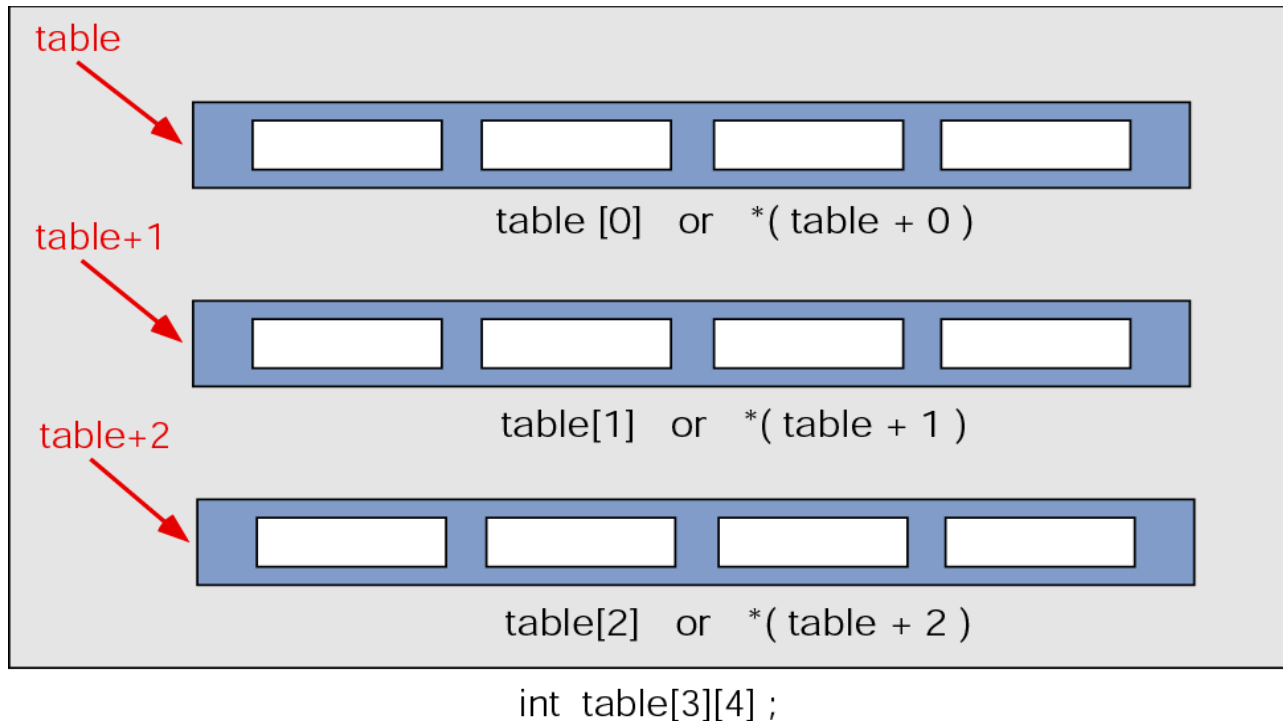 table
table [0] or *( table + 0 )
table+1
table[1] or *( table + 1 )
table+2
table[2] or *( table + 2 )
int table[3][4] ;